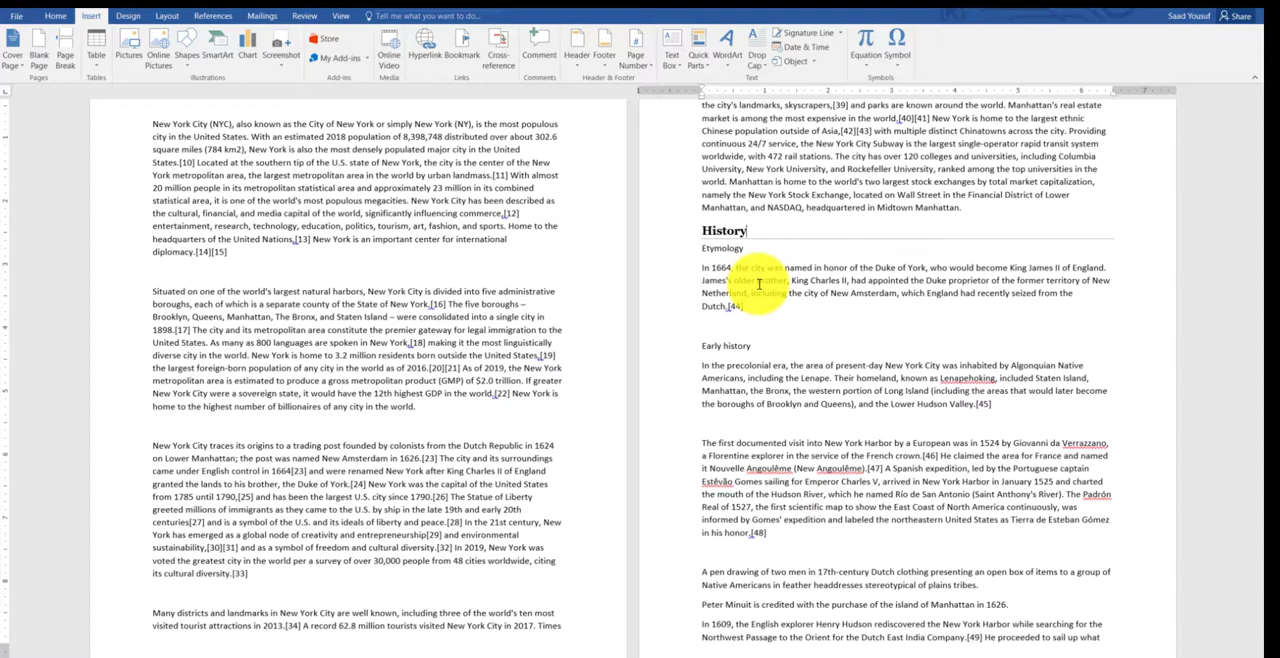 File Home Insert Design Layout References Mailings Review View Tell me what you want to do... Saad Yousuf Share
Cover Page Blank Page Page Break Table Pictures Online Pictures Shapes SmartArt Chart Screenshot Store My Add-ins Online Video Hyperlink Bookmark Cross-reference Comment Header Footer Page Number Text Box Quick Parts WordArt Drop Cap Signature Line Date & Time Object Equation Symbol
Pages Tables Illustrations Add-ins Media Links Comments Header & Footer Text Symbols
New York City (NYC), also known as the City of New York or simply New York (NY), is the most populous
city in the United States. With an estimated 2018 population of 8,398,748 distributed over about 302.6
square miles (784 km2), New York is also the most densely populated major city in the United
States.[10] Located at the southern tip of the U.S. state of New York, the city is the center of the New
York metropolitan area, the largest metropolitan area in the world by urban landmass.[11] With almost
20 million people in its metropolitan statistical area and approximately 23 million in its combined
statistical area, it is one of the world's most populous megacities. New York City has been described as
the cultural, financial, and media capital of the world, significantly influencing commerce,[12]
entertainment, research, technology, education, politics, tourism, art, fashion, and sports. Home to the
headquarters of the United Nations,[13] New York is an important center for international
diplomacy.[14][15]
Situated on one of the world's largest natural harbors, New York City is divided into five administrative
boroughs, each of which is a separate county of the State of New York.[16] The five boroughs –
Brooklyn, Queens, Manhattan, The Bronx, and Staten Island – were consolidated into a single city in
1898.[17] The city and its metropolitan area constitute the premier gateway for legal immigration to the
United States. As many as 800 languages are spoken in New York,[18] making it the most linguistically
diverse city in the world. New York is home to 3.2 million residents born outside the United States,[19]
the largest foreign-born population of any city in the world as of 2016.[20][21] As of 2019, the New York
metropolitan area is estimated to produce a gross metropolitan product (GMP) of $2.0 trillion. If greater
New York City were a sovereign state, it would have the 12th highest GDP in the world.[22] New York is
home to the highest number of billionaires of any city in the world.
New York City traces its origins to a trading post founded by colonists from the Dutch Republic in 1624
on Lower Manhattan; the post was named New Amsterdam in 1626.[23] The city and its surroundings
came under English control in 1664[23] and were renamed New York after King Charles II of England
granted the lands to his brother, the Duke of York.[24] New York was the capital of the United States
from 1785 until 1790,[25] and has been the largest U.S. city since 1790.[26] The Statue of Liberty
greeted millions of immigrants as they came to the U.S. by ship in the late 19th and early 20th
centuries[27] and is a symbol of the U.S. and its ideals of liberty and peace.[28] In the 21st century, New
York has emerged as a global node of creativity and entrepreneurship[29] and environmental
sustainability,[30][31] and as a symbol of freedom and cultural diversity.[32] In 2019, New York was
voted the greatest city in the world per a survey of over 30,000 people from 48 cities worldwide, citing
its cultural diversity.[33]
Many districts and landmarks in New York City are well known, including three of the world's ten most
visited tourist attractions in 2013.[34] A record 62.8 million tourists visited New York City in 2017. Times
the city's landmarks, skyscrapers,[39] and parks are known around the world. Manhattan's real estate
market is among the most expensive in the world.[40][41] New York is home to the largest ethnic
Chinese population outside of Asia,[42][43] with multiple distinct Chinatowns across the city. Providing
continuous 24/7 service, the New York City Subway is the largest single-operator rapid transit system
worldwide, with 472 rail stations. The city has over 120 colleges and universities, including Columbia
University, New York University, and Rockefeller University, ranked among the top universities in the
world. Manhattan is home to the world's two largest stock exchanges by total market capitalization,
namely the New York Stock Exchange, located on Wall Street in the Financial District of Lower
Manhattan, and NASDAQ, headquartered in Midtown Manhattan.
History
Etymology
In 1664, the city was named in honor of the Duke of York, who would become King James II of England.
James's older brother, King Charles II, had appointed the Duke proprietor of the former territory of New
Netherland, including the city of New Amsterdam, which England had recently seized from the
Dutch.[44]
Early history
In the precolonial era, the area of present-day New York City was inhabited by Algonquian Native
Americans, including the Lenape. Their homeland, known as Lenapehoking, included Staten Island,
Manhattan, the Bronx, the western portion of Long Island (including the areas that would later become
the boroughs of Brooklyn and Queens), and the Lower Hudson Valley.[45]
The first documented visit into New York Harbor by a European was in 1524 by Giovanni da Verrazzano,
a Florentine explorer in the service of the French crown.[46] He claimed the area for France and named
it Nouvelle Angoulême (New Angoulême).[47] A Spanish expedition, led by the Portuguese captain
Estêvão Gomes sailing for Emperor Charles V, arrived in New York Harbor in January 1525 and charted
the mouth of the Hudson River, which he named Río de San Antonio (Saint Anthony's River). The Padrón
Real of 1527, the first scientific map to show the East Coast of North America continuously, was
informed by Gomes' expedition and labeled the northeastern United States as Tierra de Esteban Gómez
in his honor.[48]
A pen drawing of two men in 17th-century Dutch clothing presenting an open box of items to a group of
Native Americans in feather headdresses stereotypical of plains tribes.
Peter Minuit is credited with the purchase of the island of Manhattan in 1626.
In 1609, the English explorer Henry Hudson rediscovered the New York Harbor while searching for the
Northwest Passage to the Orient for the Dutch East India Company.[49] He proceeded to sail up what